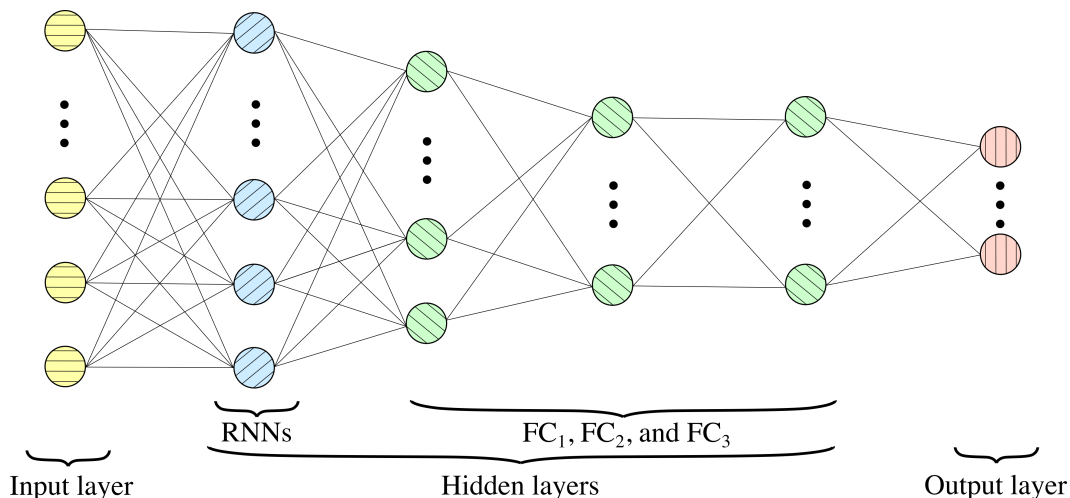 RNNs
FC₁, FC₂, and FC₃
Input layer
Hidden layers
Output layer